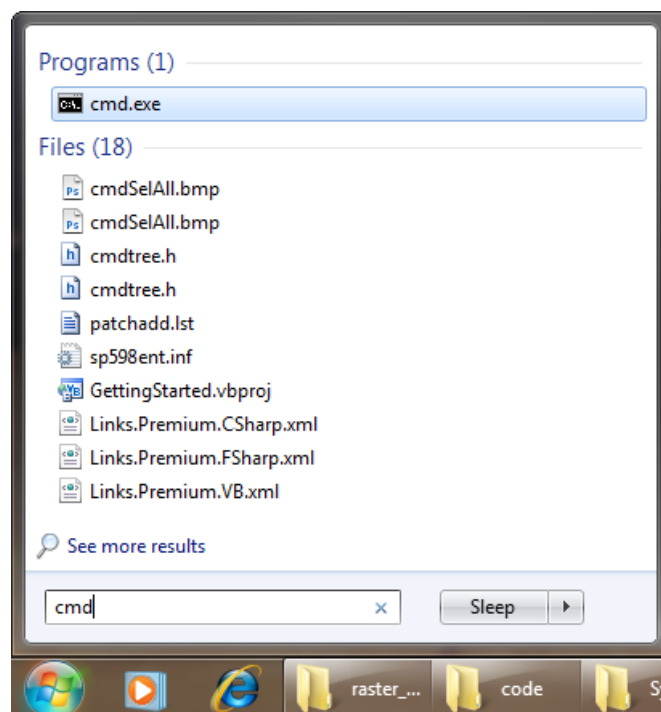 Programs (1)
cmd.exe
Files (18)
cmdSelAll.bmp
cmdSelAll.bmp
cmdtree.h
cmdtree.h
patchadd.lst
sp598ent.inf
GettingStarted.vbproj
Links.Premium.CSharp.xml
Links.Premium.FSharp.xml
Links.Premium.VB.xml
See more results
cmd
Sleep
raster_...
code